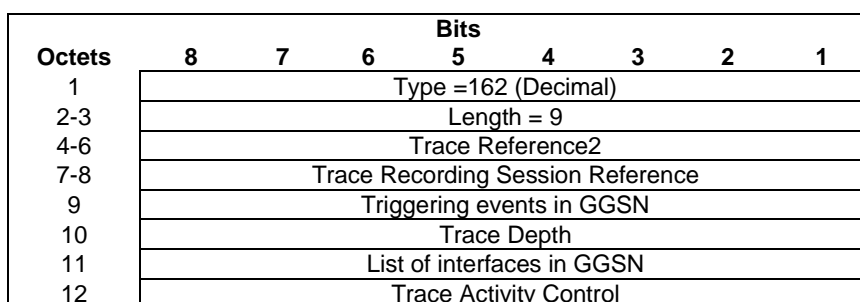 Bits
Octets 8 7 6 5 4 3 2 1
1 Type =162 (Decimal)
2-3 Length = 9
4-6 Trace Reference2
7-8 Trace Recording Session Reference
9 Triggering events in GGSN
10 Trace Depth
11 List of interfaces in GGSN
12 Trace Activity Control